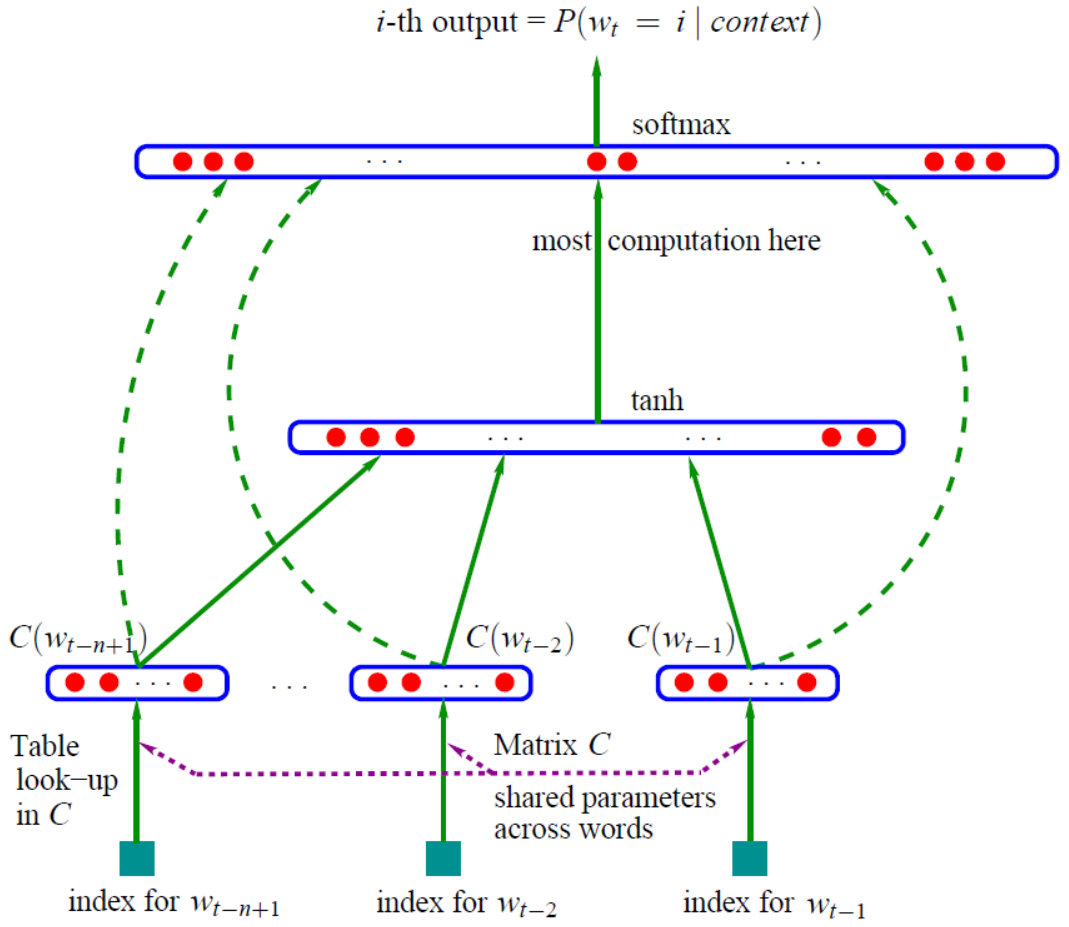 i-th output = P(w_t = i | context)
softmax
. . .
. . .
most computation here
tanh
. . .
. . .
C(w_{t−n+1})
C(w_{t−2})
C(w_{t−1})
. . .
. . .
. . .
. . .
Table
look−up
in C
Matrix C
shared parameters
across words
index for w_{t−n+1}
index for w_{t−2}
index for w_{t−1}